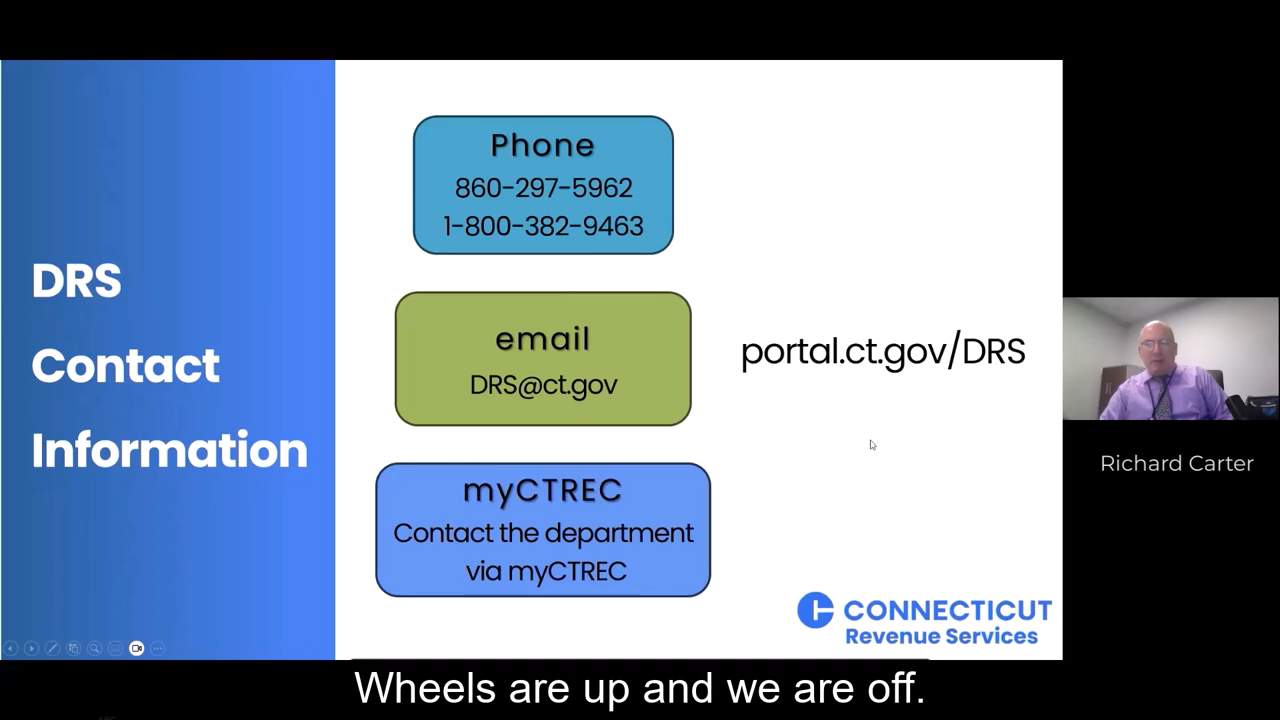 DRS
Contact
Information
Phone
860-297-5962
1-800-382-9463
email
DRS@ct.gov
myCTREC
Contact the department
via myCTREC
portal.ct.gov/DRS
CONNECTICUT
Revenue Services
Richard Carter
Wheels are up and we are off.